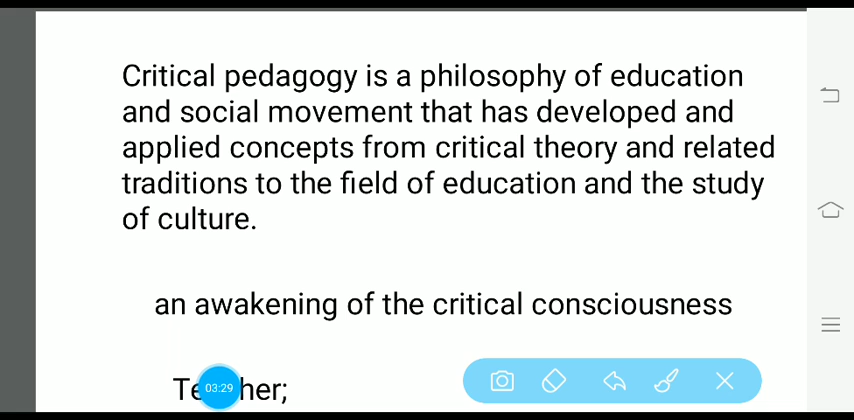 Critical pedagogy is a philosophy of education
and social movement that has developed and
applied concepts from critical theory and related
traditions to the field of education and the study
of culture.
an awakening of the critical consciousness
03:29